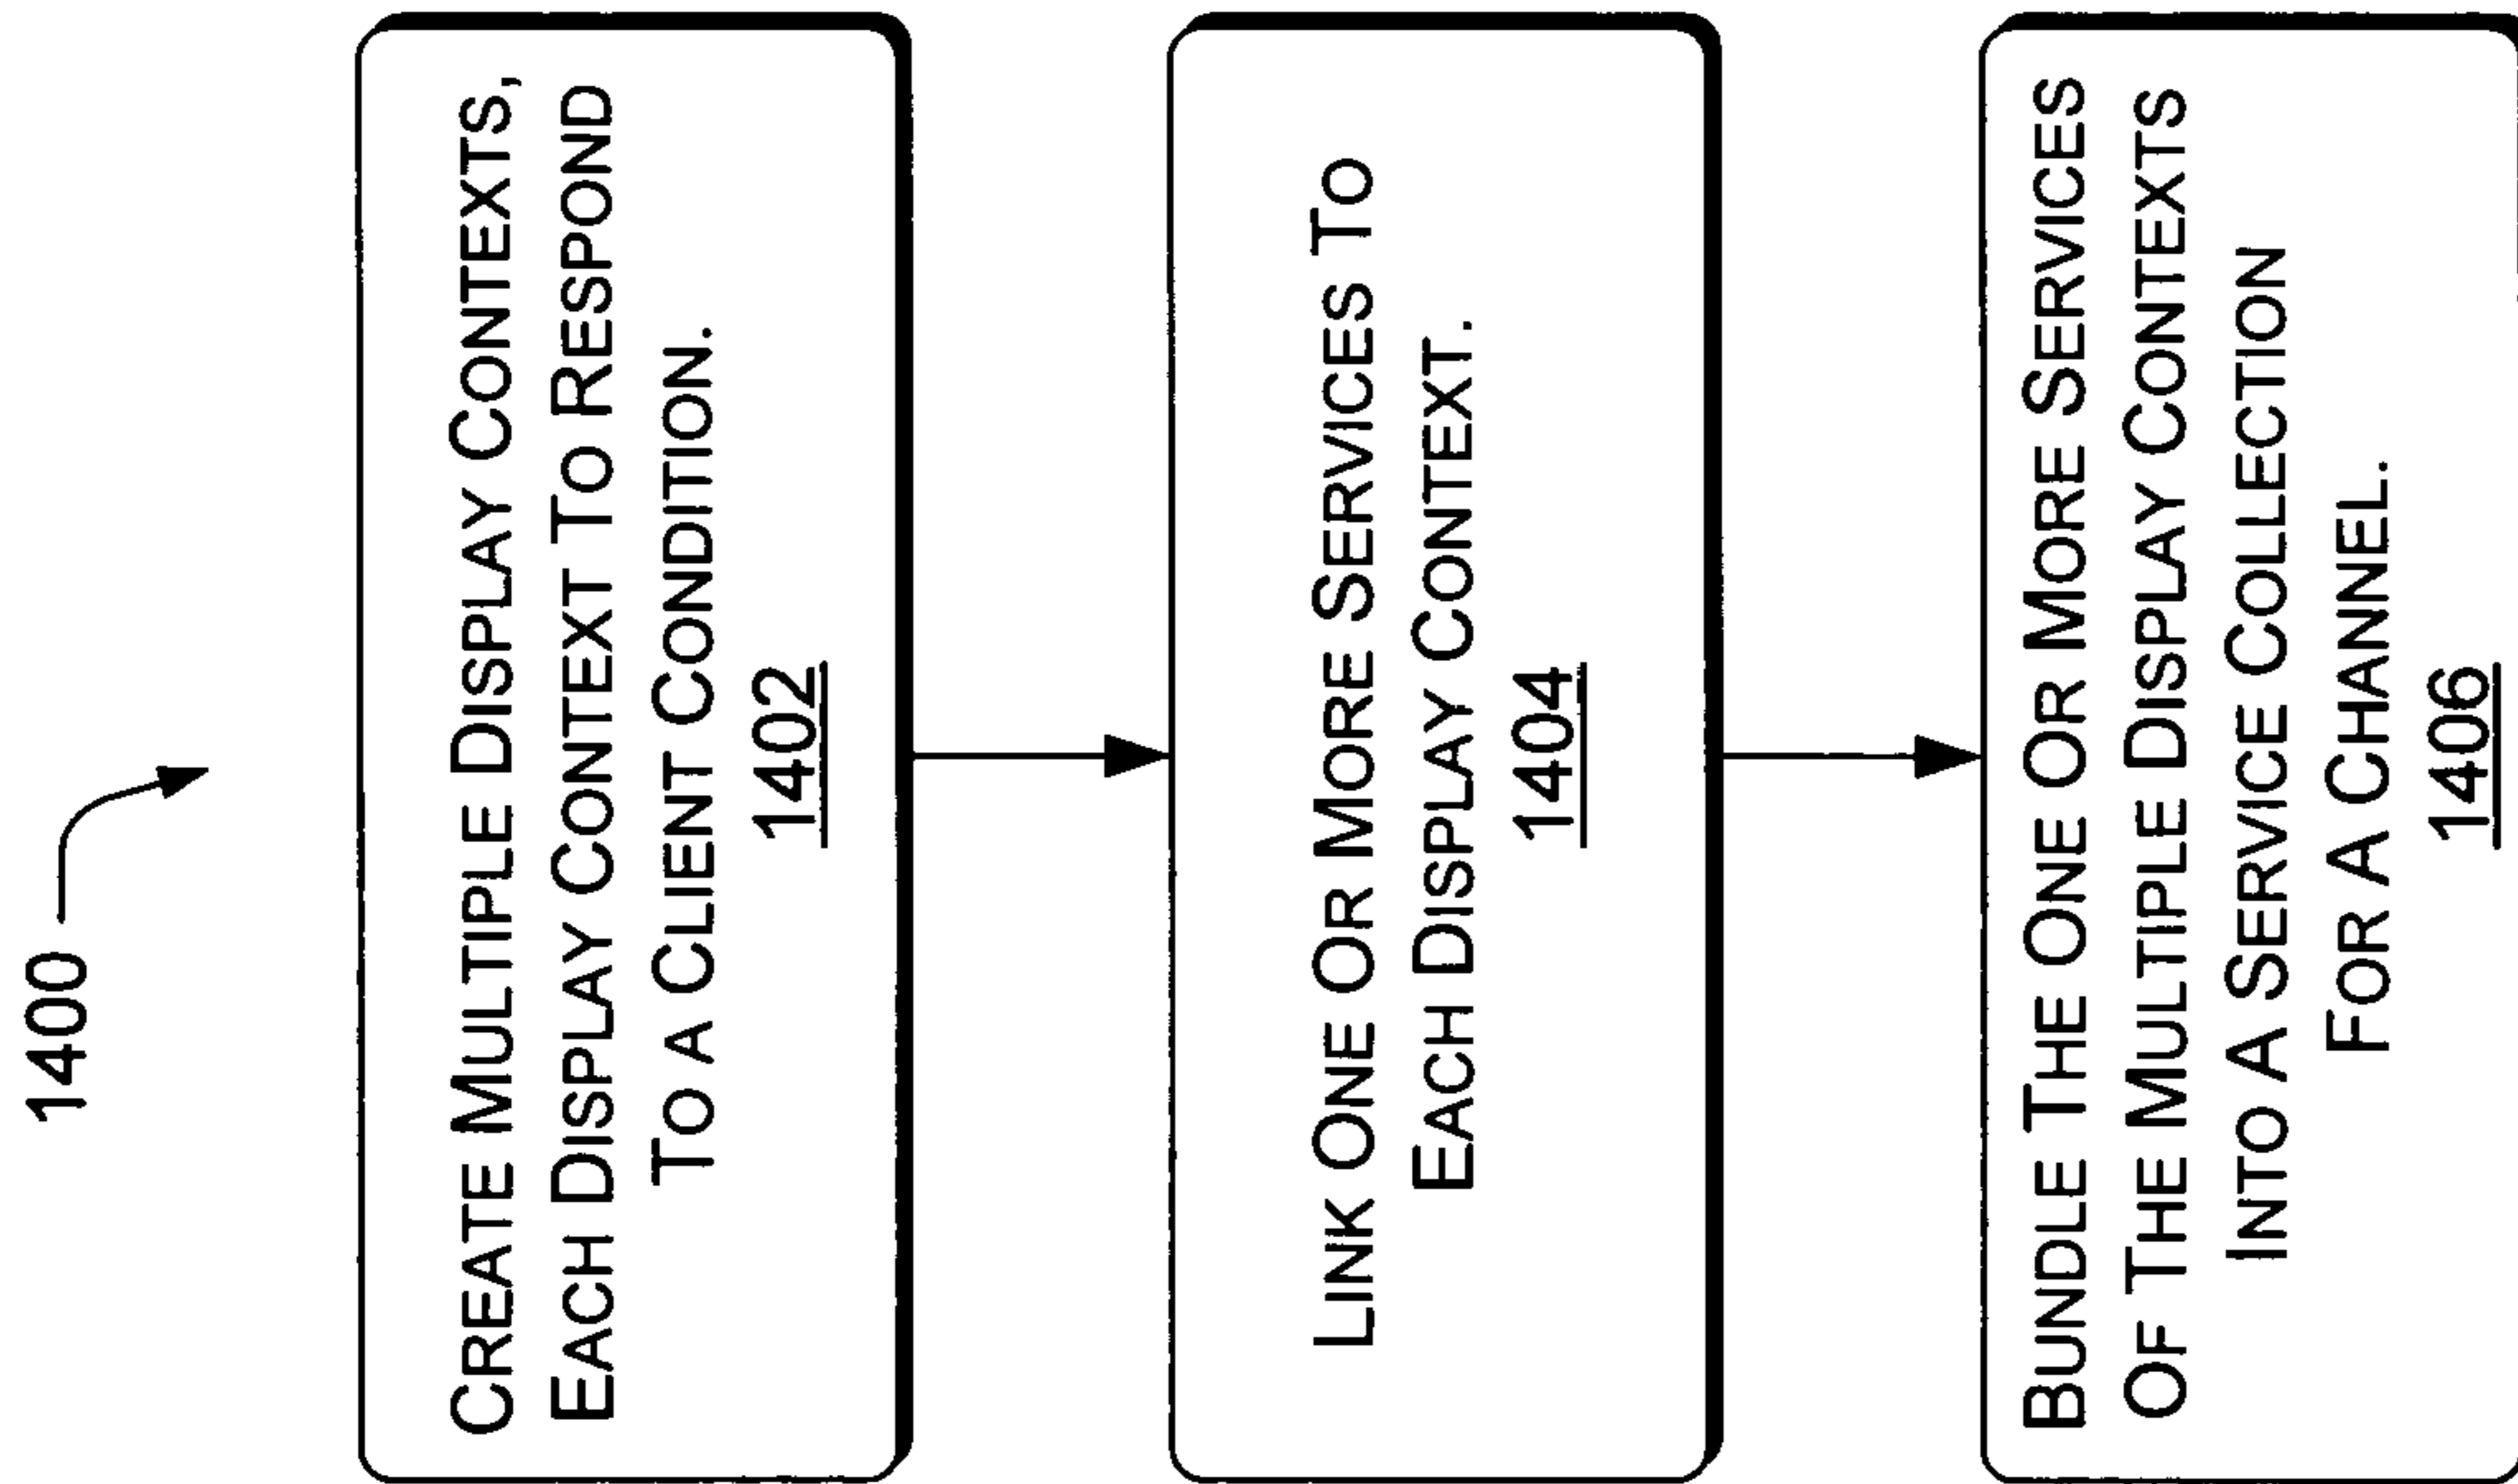 1400
CREATE MULTIPLE DISPLAY CONTEXTS,
EACH DISPLAY CONTEXT TO RESPOND
TO A CLIENT CONDITION.
1402
LINK ONE OR MORE SERVICES TO
EACH DISPLAY CONTEXT.
1404
BUNDLE THE ONE OR MORE SERVICES
OF THE MULTIPLE DISPLAY CONTEXTS
INTO A SERVICE COLLECTION
FOR A CHANNEL.
1406